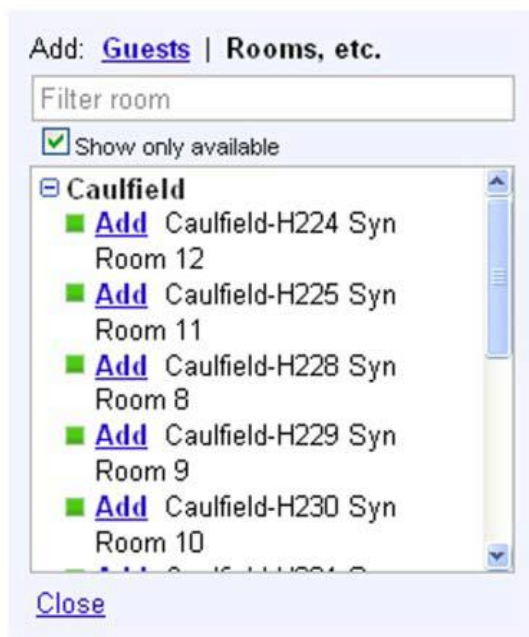 Add: Guests | Rooms, etc.
Filter room
Show only available
Caulfield
Add Caulfield-H224 Syn
Room 12
Add Caulfield-H225 Syn
Room 11
Add Caulfield-H228 Syn
Room 8
Add Caulfield-H229 Syn
Room 9
Add Caulfield-H230 Syn
Room 10
Close